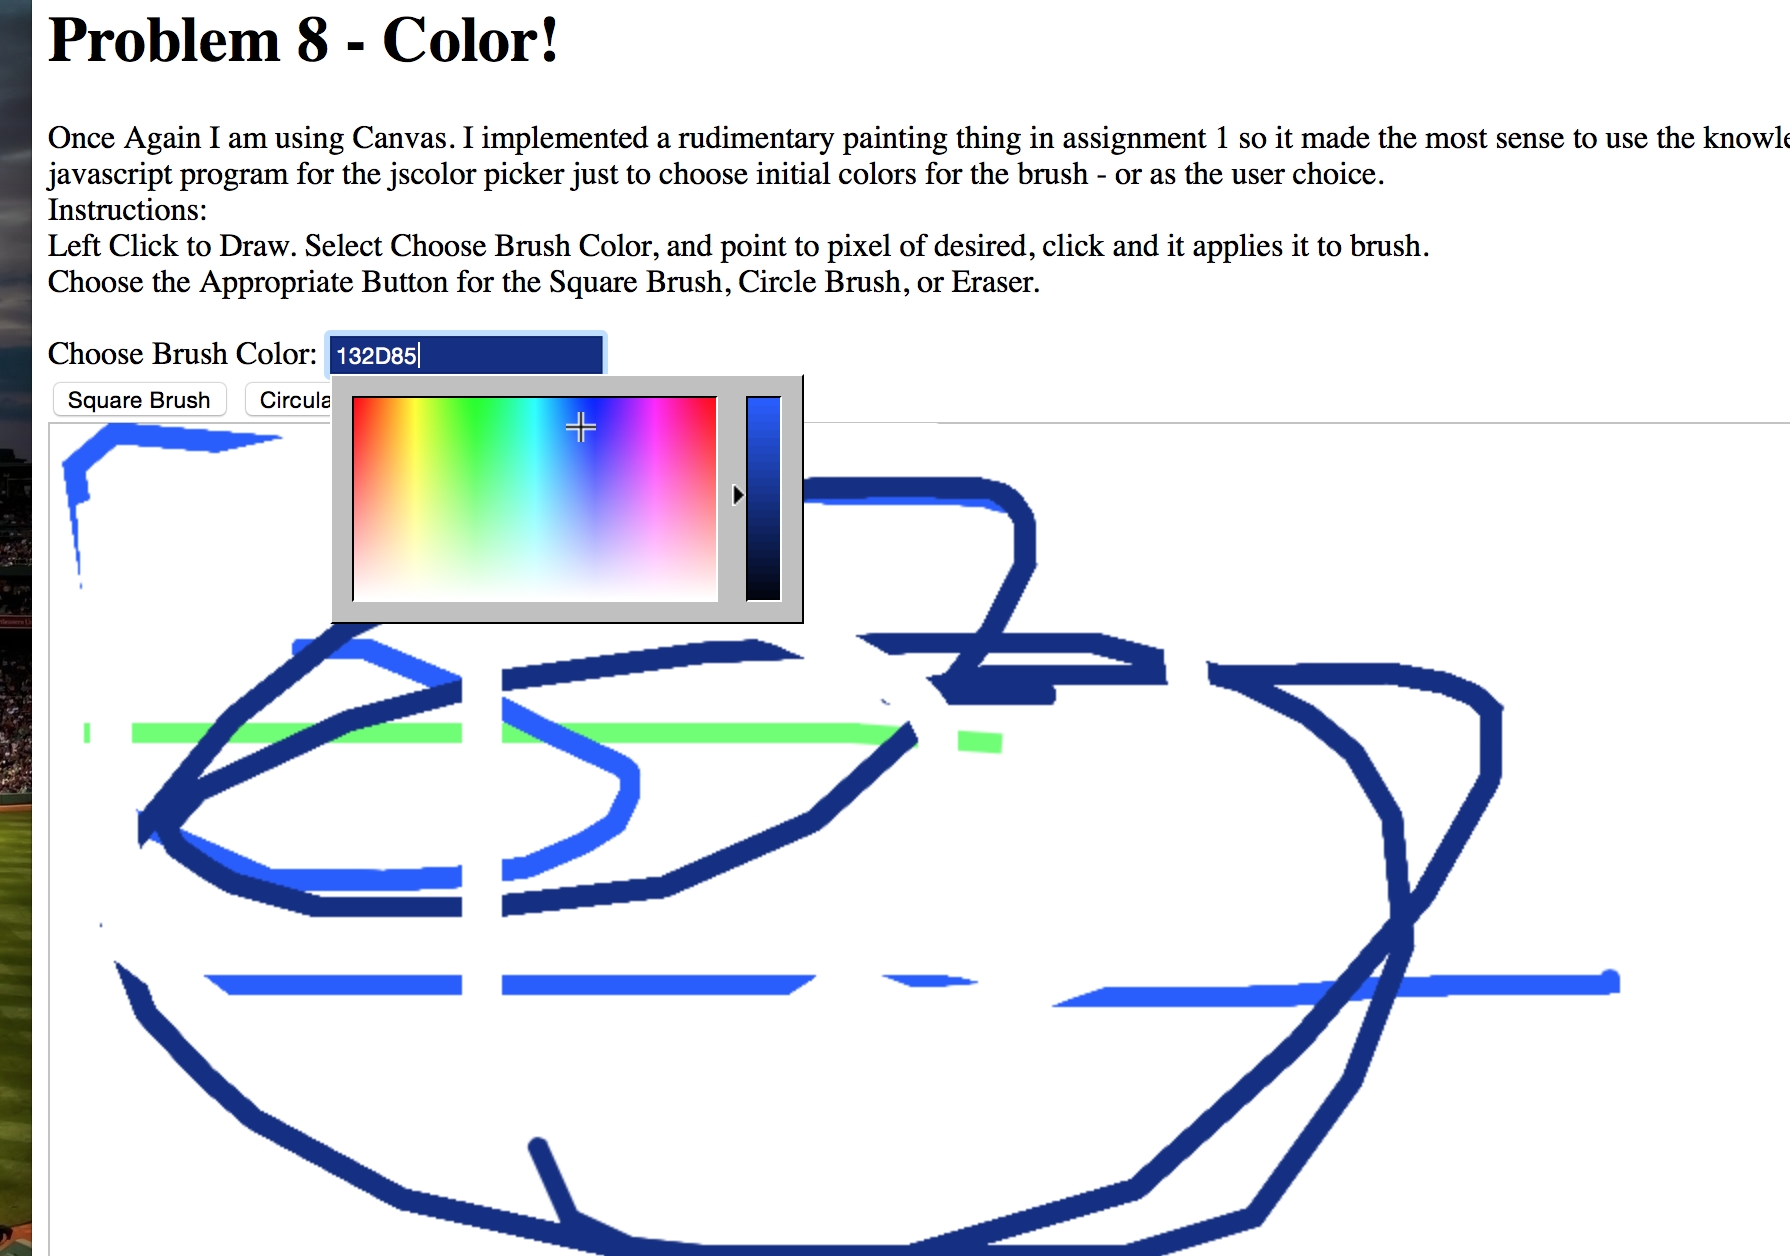 Problem 8 - Color!
Once Again I am using Canvas. I implemented a rudimentary painting thing in assignment 1 so it made the most sense to use the knowle
javascript program for the jscolor picker just to choose initial colors for the brush - or as the user choice.
Instructions:
Left Click to Draw. Select Choose Brush Color, and point to pixel of desired, click and it applies it to brush.
Choose the Appropriate Button for the Square Brush, Circle Brush, or Eraser.
Choose Brush Color: 132D85
Square Brush Circula